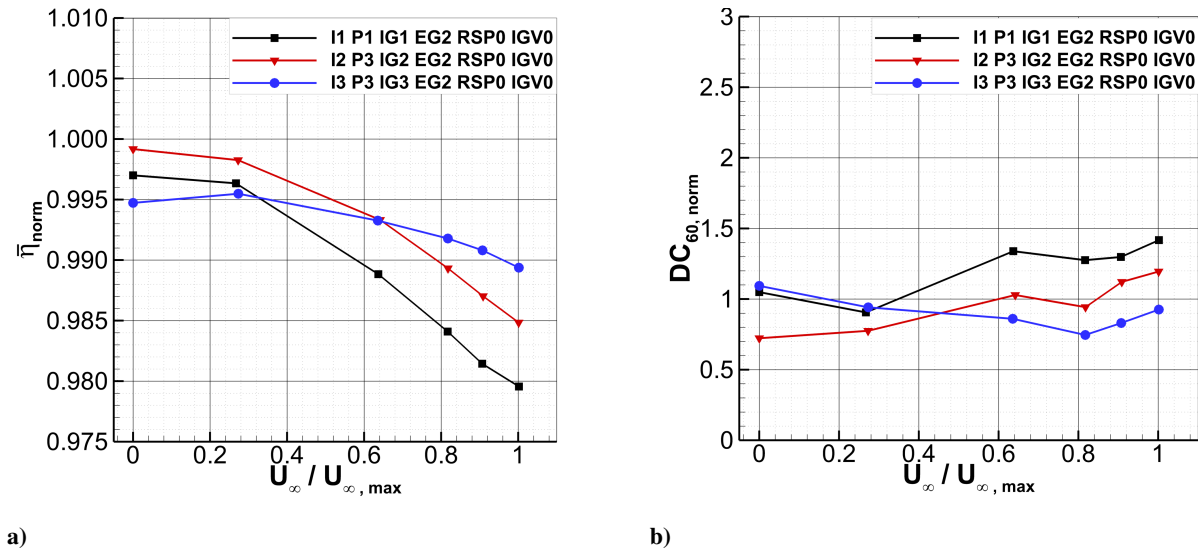 1.010
1.005
1.000
0.995
0.990
0.985
0.980
0.975
η̅norm
I1 P1 IG1 EG2 RSP0 IGV0
I2 P3 IG2 EG2 RSP0 IGV0
I3 P3 IG3 EG2 RSP0 IGV0
0 0.2 0.4 0.6 0.8 1
U∞ / U∞, max
a)
3
2.5
2
1.5
1
0.5
0
DC60, norm
I1 P1 IG1 EG2 RSP0 IGV0
I2 P3 IG2 EG2 RSP0 IGV0
I3 P3 IG3 EG2 RSP0 IGV0
0 0.2 0.4 0.6 0.8 1
U∞ / U∞, max
b)